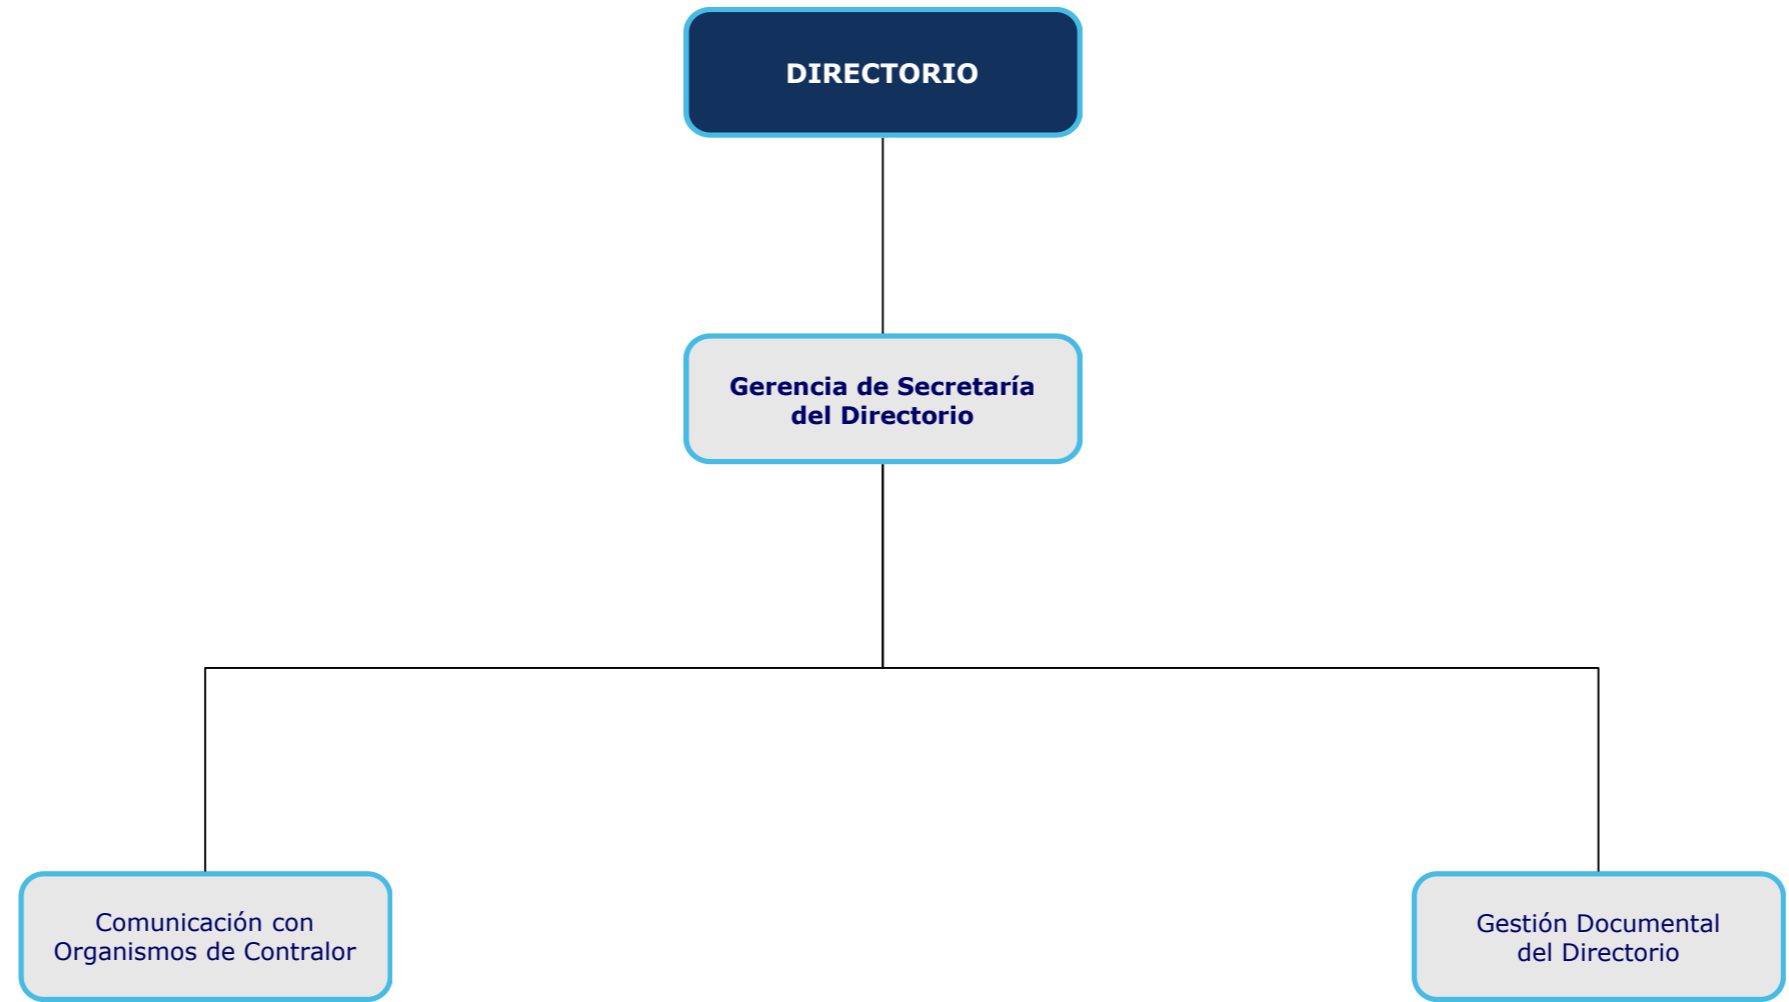 DIRECTORIO
Gerencia de Secretaría
del Directorio
Comunicación con
Organismos de Contralor
Gestión Documental
del Directorio